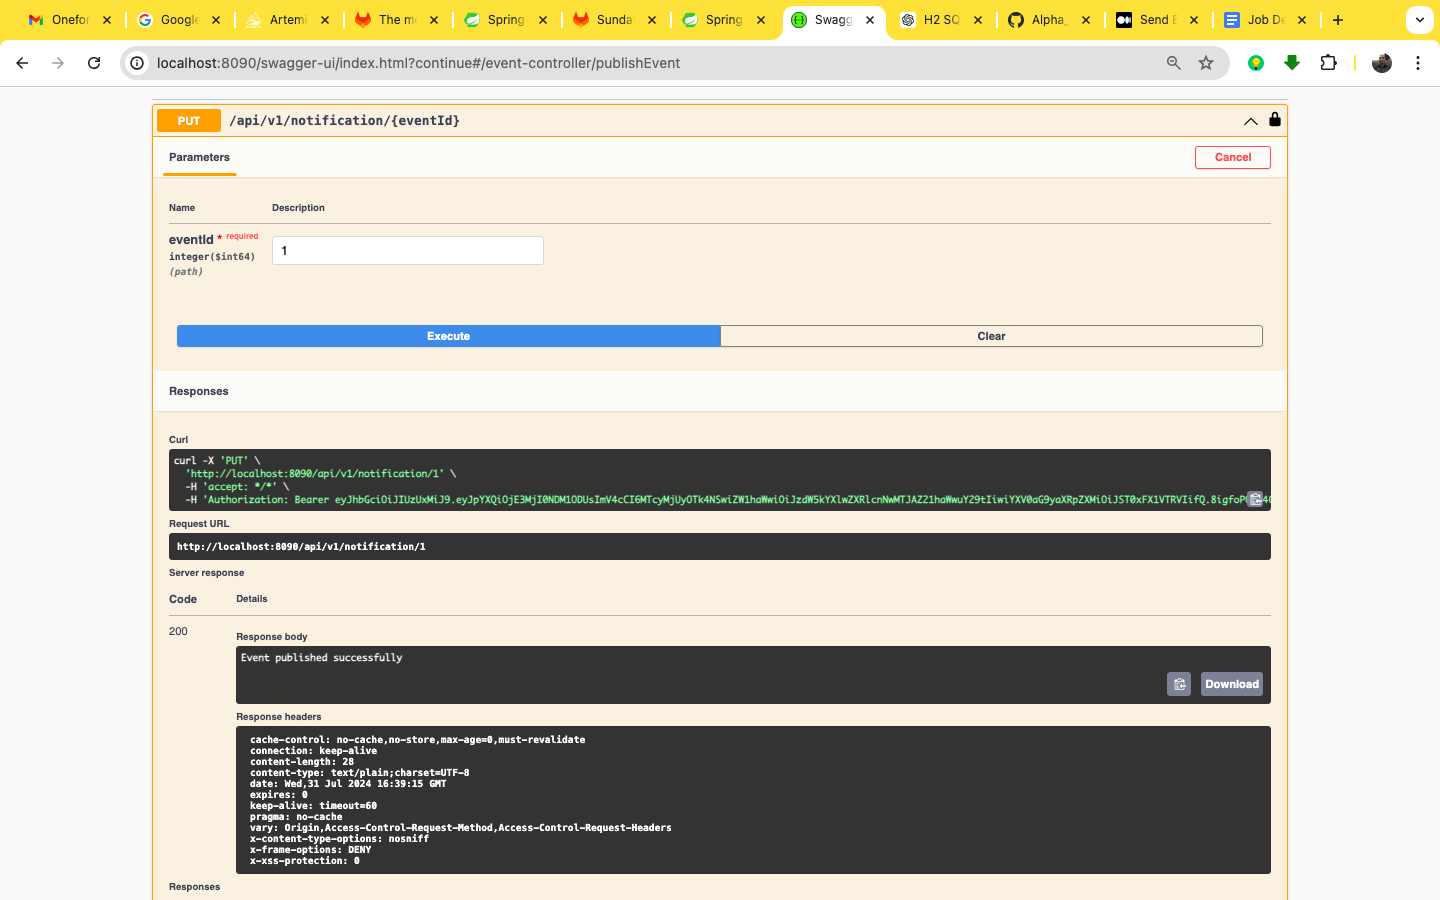 Onefor
Google
Artemi
The mo
Spring
Sunda
Spring
Swagg
H2 SQ
Alpha_
Send E
Job De
localhost:8090/swagger-ui/index.html?continue#/event-controller/publishEvent
PUT /api/v1/notification/{eventId}
Parameters
Cancel
Name Description
eventId * required
1
integer($int64)
(path)
Execute Clear
Responses
Curl
curl -X 'PUT' \
'http://localhost:8090/api/v1/notification/1' \
-H 'accept: */*' \
-H 'Authorization: Bearer
Request URL
http://localhost:8090/api/v1/notification/1
Server response
Code Details
200
Response body
Event published successfully
Download
Response headers
cache-control: no-cache,no-store,max-age=0,must-revalidate
connection: keep-alive
content-length: 28
content-type: text/plain;charset=UTF-8
date: Wed,31 Jul 2024 16:39:15 GMT
expires: 0
keep-alive: timeout=60
pragma: no-cache
vary: Origin,Access-Control-Request-Method,Access-Control-Request-Headers
x-content-type-options: nosniff
x-frame-options: DENY
x-xss-protection: 0
Responses